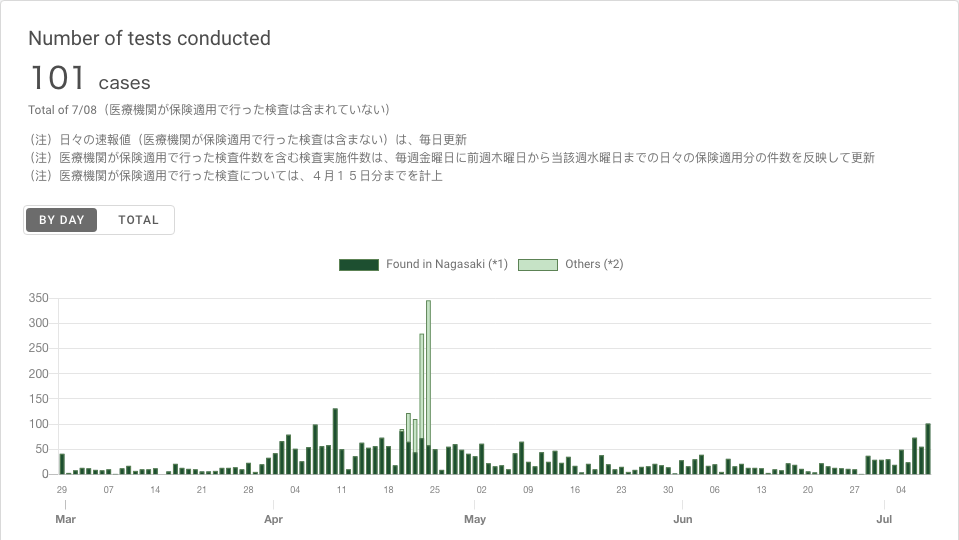 Number of tests conducted
101 cases
Total of 7/08（医療機関が保険適用で行った検査は含まれていない）
（注）日々の速報値（医療機関が保険適用で行った検査は含まない）は、毎日更新
（注）医療機関が保険適用で行った検査件数を含む検査実施件数は、毎週金曜日に前週木曜日から当該週水曜日までの日々の保険適用分の件数を反映して更新
（注）医療機関が保険適用で行った検査については、４月１５日分までを計上
BY DAY TOTAL
Found in Nagasaki (*1) Others (*2)
350
300
250
200
150
100
50
0
29 07 14 21 28 04 11 18 25 02 09 16 23 30 06 13 20 27 04
Mar Apr May Jun Jul